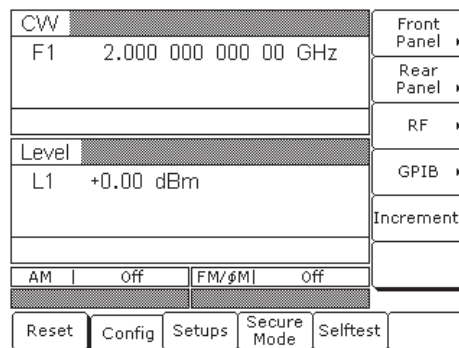 CW
F1 2.000 000 000 00 GHz
Level
L1 +0.00 dBm
AM | Off FM/ϕM| Off
Front
Panel
Rear
Panel
RF
GPIB
Increment
Reset Config Setups Secure Mode Selftest